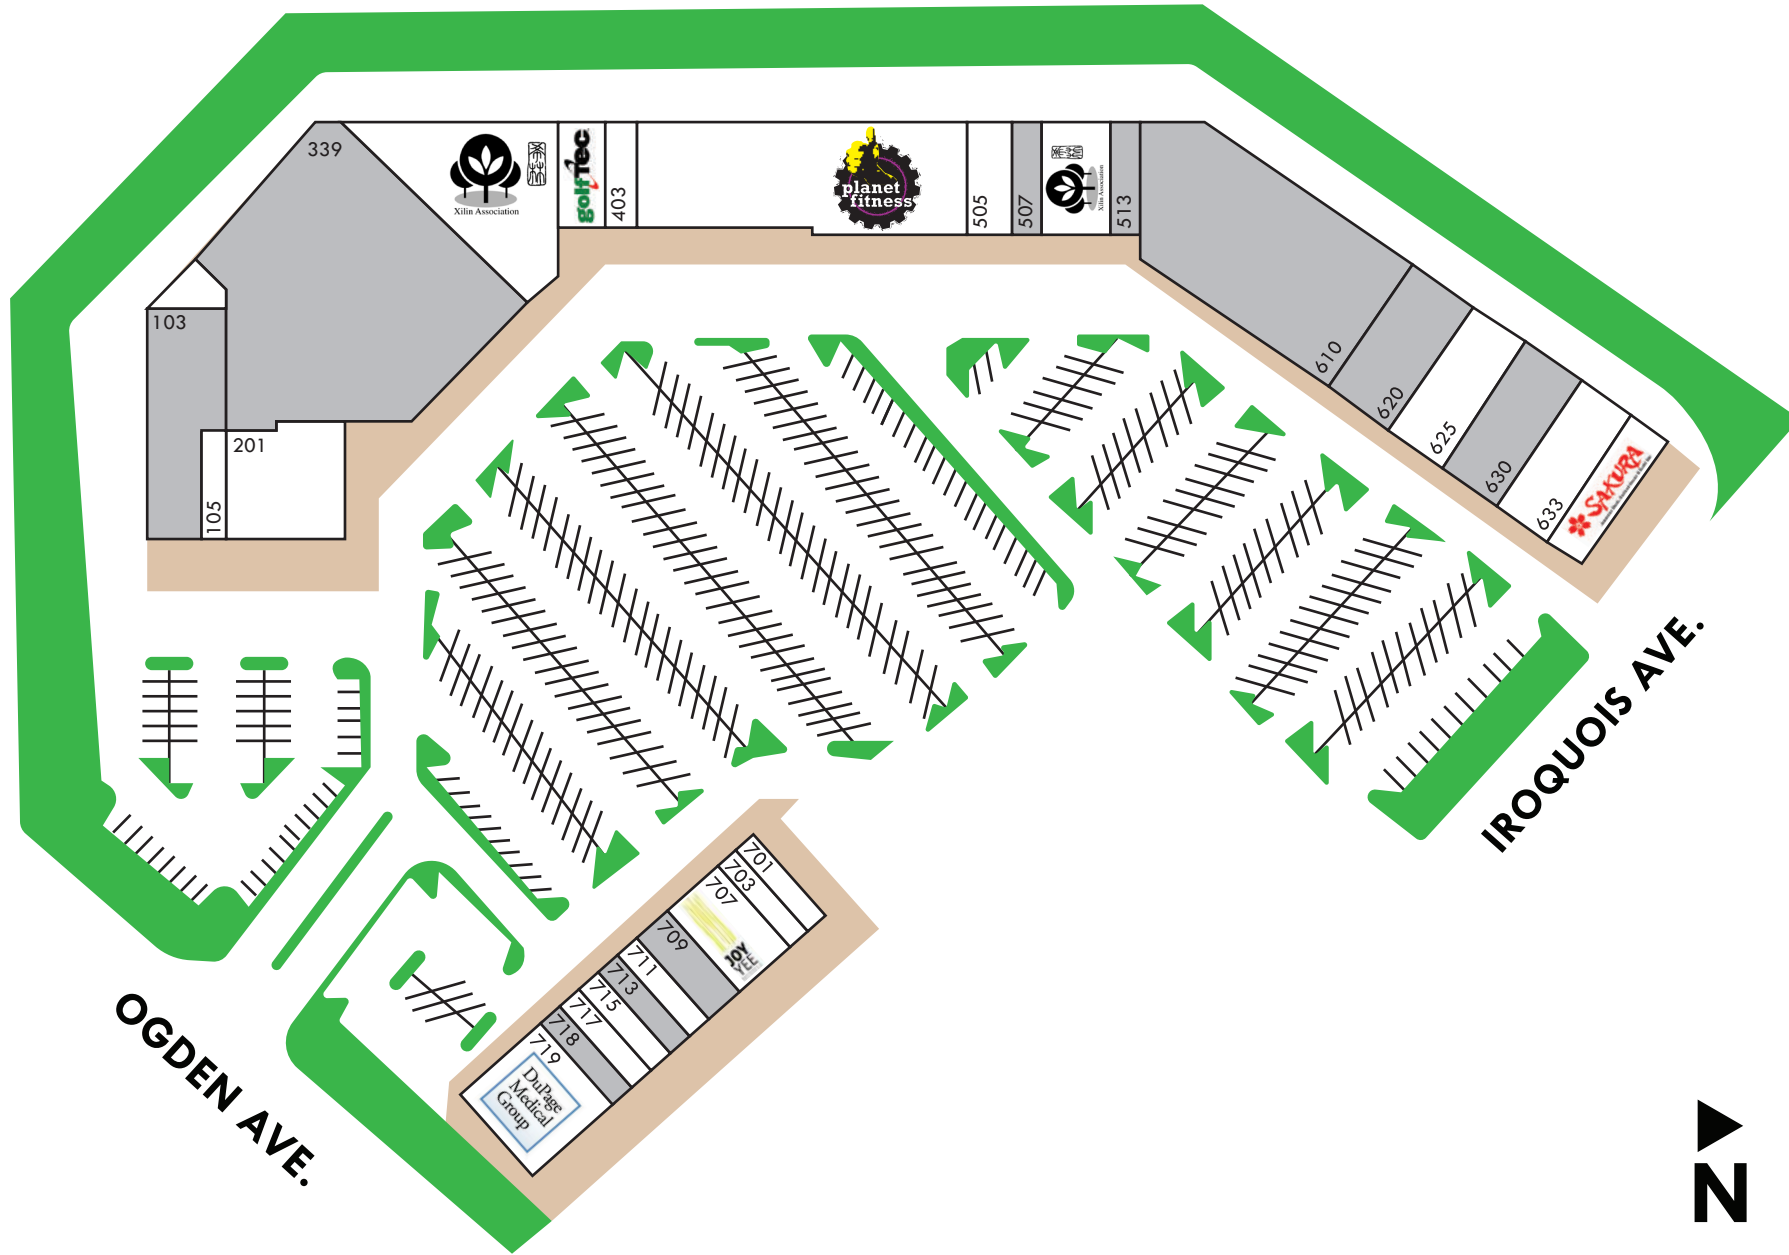 339
Xilin Association
golfTEC
403
planet
fitness
505
507
Xilin Association
513
103
105
201
610
620
625
630
633
SAKURA
701
703
707
JOY
YEE
709
711
713
715
717
718
719
DuPage
Medical
Group
OGDEN AVE.
IROQUOIS AVE.
N